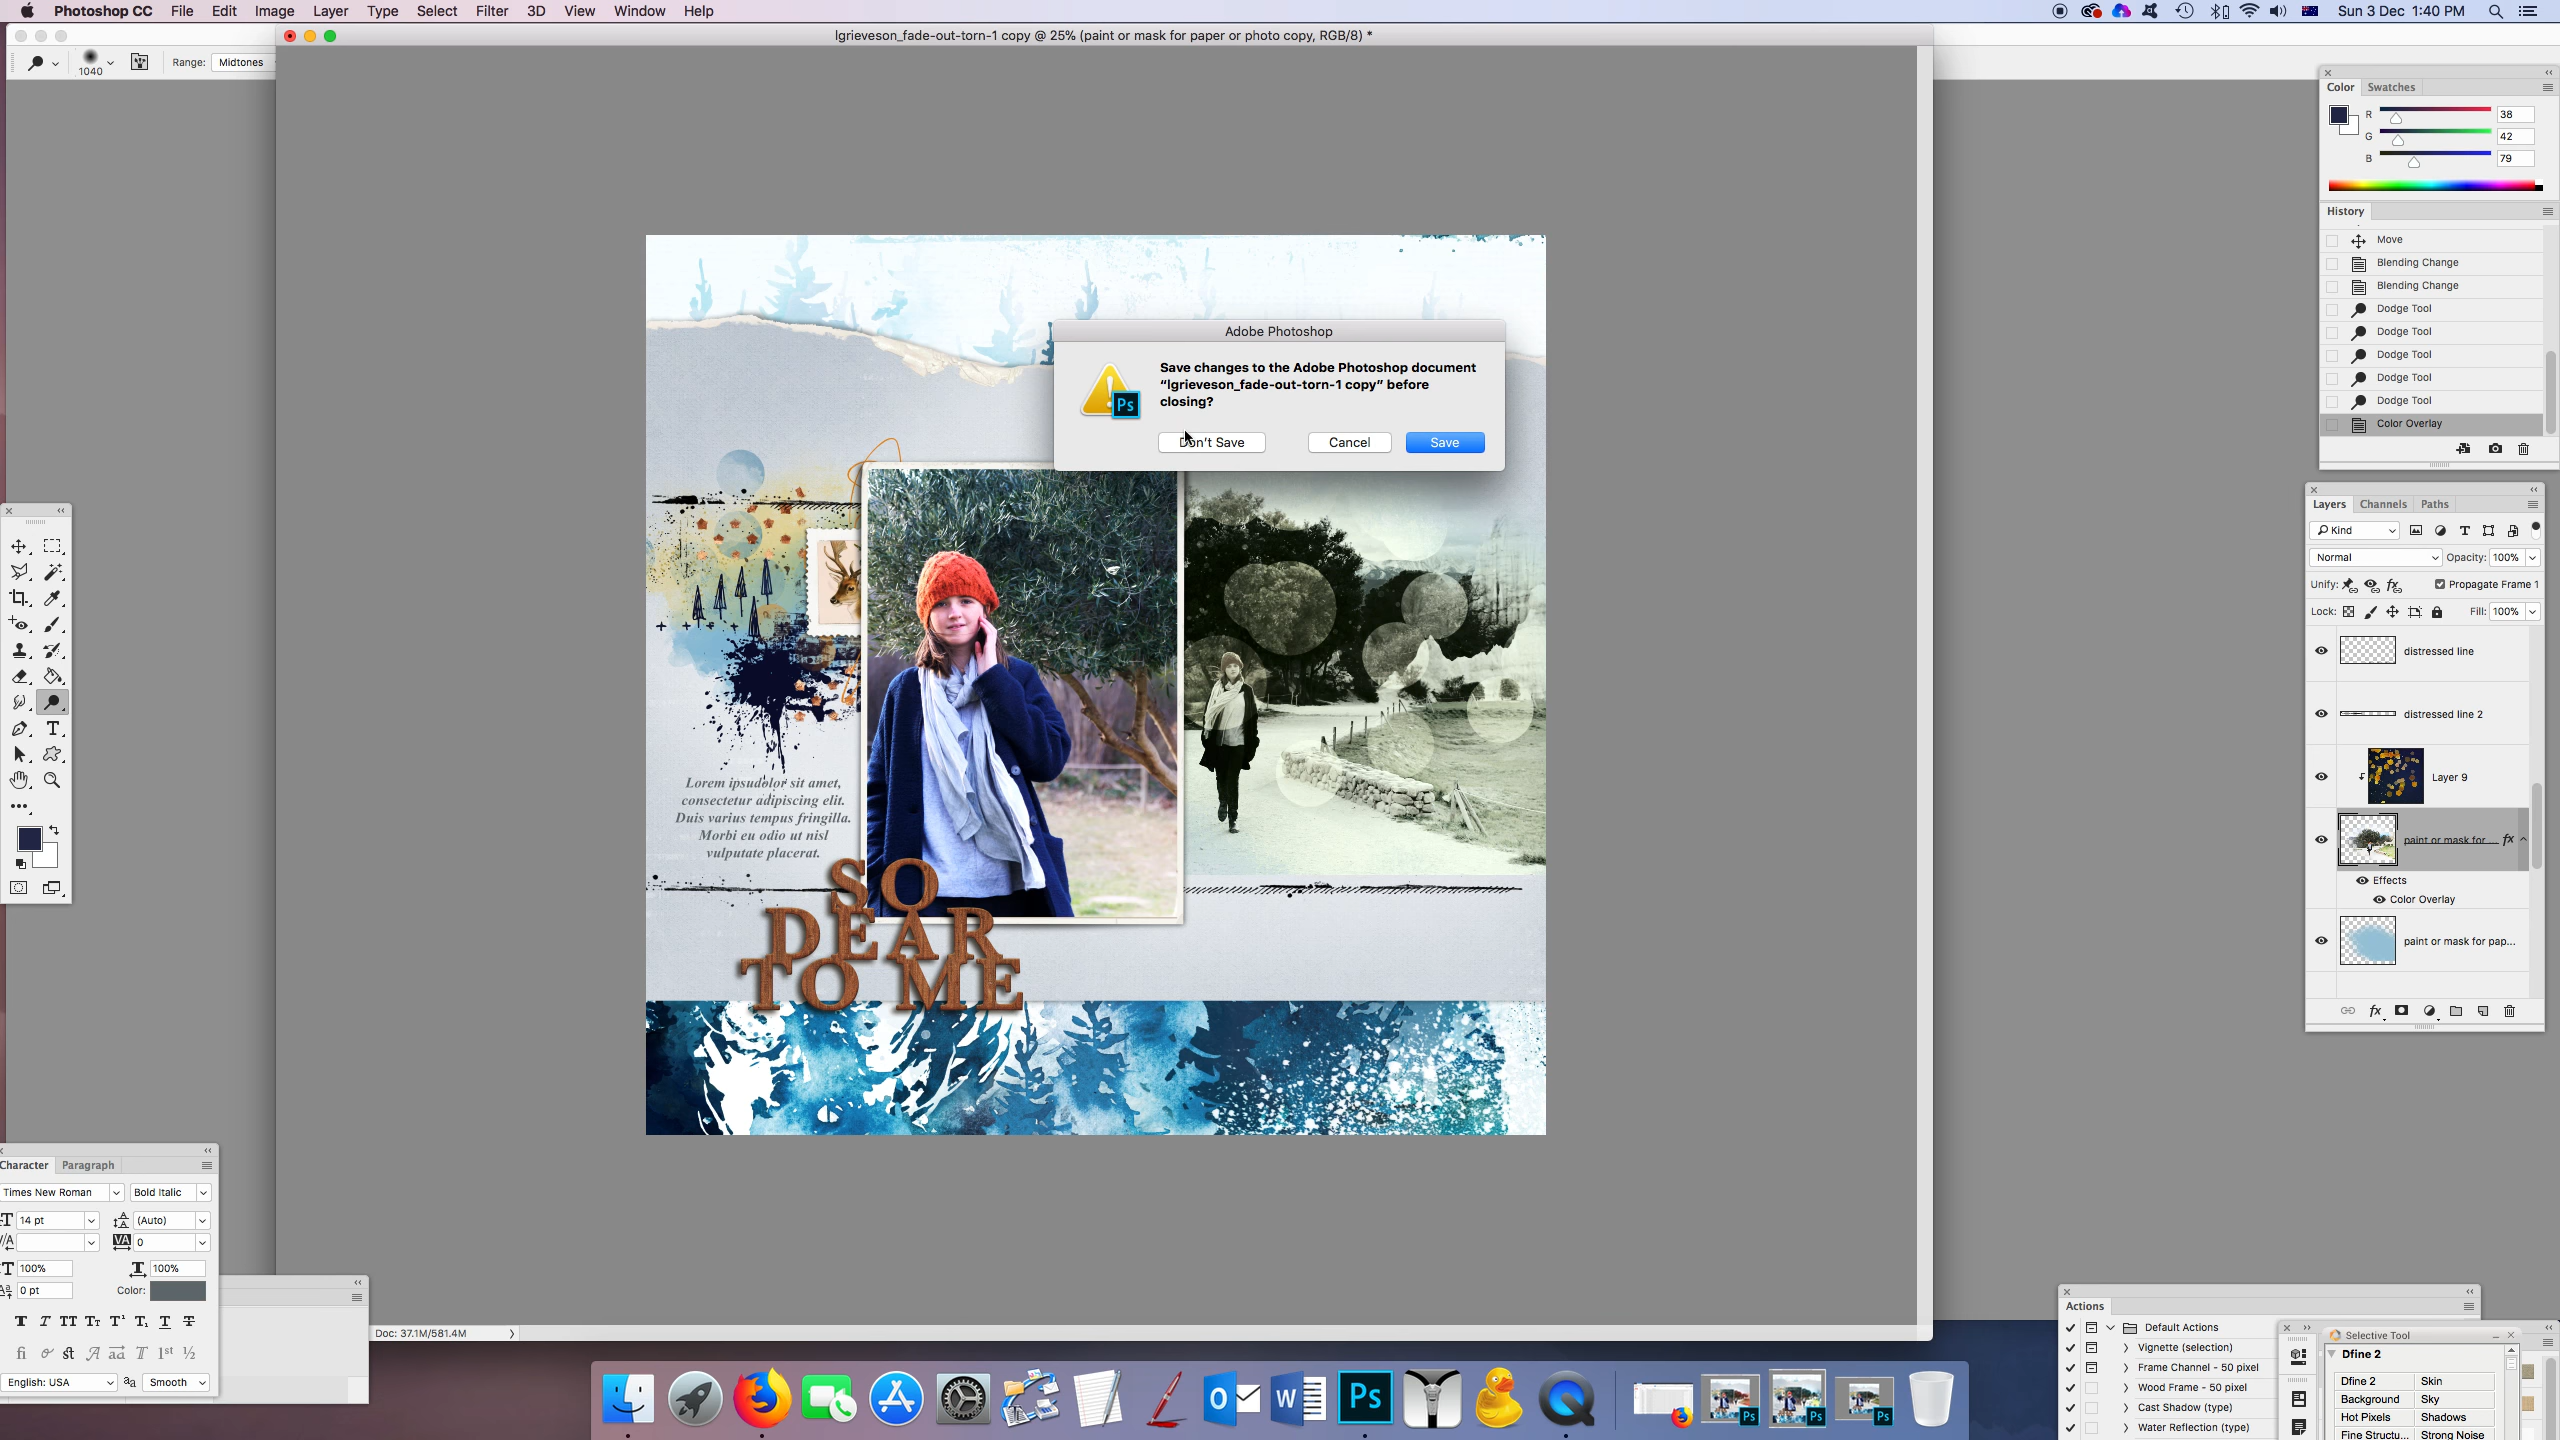 Photoshop CC File Edit Image Layer Type Select Filter 3D View Window Help
Sun 3 Dec 1:40 PM
lgrieveson_fade-out-torn-1 copy @ 25% (paint or mask for paper or photo copy, RGB/8) *
1040
Range: Midtones
Adobe Photoshop
Save changes to the Adobe Photoshop document
“lgrieveson_fade-out-torn-1 copy” before
closing?
Ps
Don't Save
Cancel
Save
Lorem ipsudolor sit amet,
consectetur adipiscing elit.
Duis varius tempus fringilla.
Morbi eu odio ut nisl
vulputate placerat.
SO
DEAR
TO ME
Color Swatches
R 38
G 42
B 79
History
Move
Blending Change
Blending Change
Dodge Tool
Dodge Tool
Dodge Tool
Dodge Tool
Dodge Tool
Color Overlay
Layers Channels Paths
Kind
Normal Opacity: 100%
Unify: Propagate Frame 1
Lock: Fill: 100%
distressed line
distressed line 2
Layer 9
paint or mask for ... fx
Effects
Color Overlay
paint or mask for pap...
fx
Character Paragraph
Times New Roman Bold Italic
14 pt (Auto)
0
100% 100%
0 pt Color:
English: USA aa Smooth
Doc: 37.1M/581.4M
Actions
Default Actions
Vignette (selection)
Frame Channel - 50 pixel
Wood Frame - 50 pixel
Cast Shadow (type)
Water Reflection (type)
Selective Tool
Dfine 2
Dfine 2 Skin
Background Sky
Hot Pixels Shadows
Fine Structu... Strong Noise